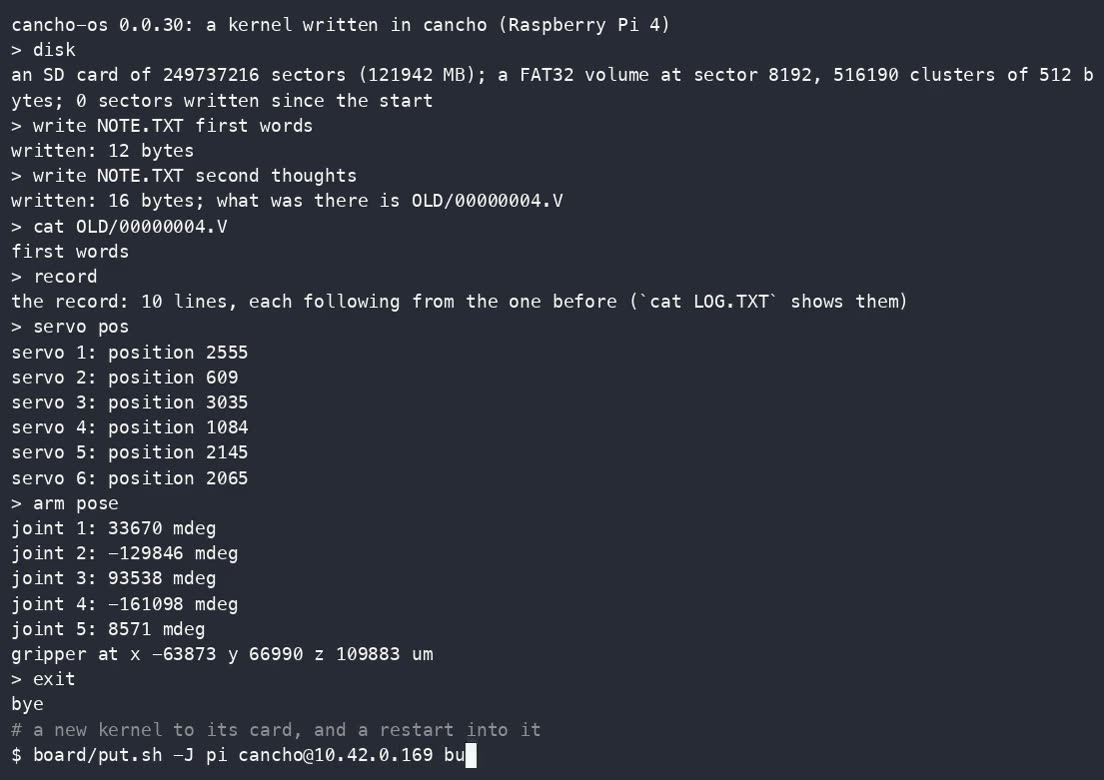 cancho-os 0.0.30: a kernel written in cancho (Raspberry Pi 4)
> disk
an SD card of 249737216 sectors (121942 MB); a FAT32 volume at sector 8192, 516190 clusters of 512 b
ytes; 0 sectors written since the start
> write NOTE.TXT first words
written: 12 bytes
> write NOTE.TXT second thoughts
written: 16 bytes; what was there is OLD/00000004.V
> cat OLD/00000004.V
first words
> record
the record: 10 lines, each following from the one before (`cat LOG.TXT` shows them)
> servo pos
servo 1: position 2555
servo 2: position 609
servo 3: position 3035
servo 4: position 1084
servo 5: position 2145
servo 6: position 2065
> arm pose
joint 1: 33670 mdeg
joint 2: -129846 mdeg
joint 3: 93538 mdeg
joint 4: -161098 mdeg
joint 5: 8571 mdeg
gripper at x -63873 y 66990 z 109883 um
> exit
bye
# a new kernel to its card, and a restart into it
$ board/put.sh -J pi cancho@10.42.0.169 bu